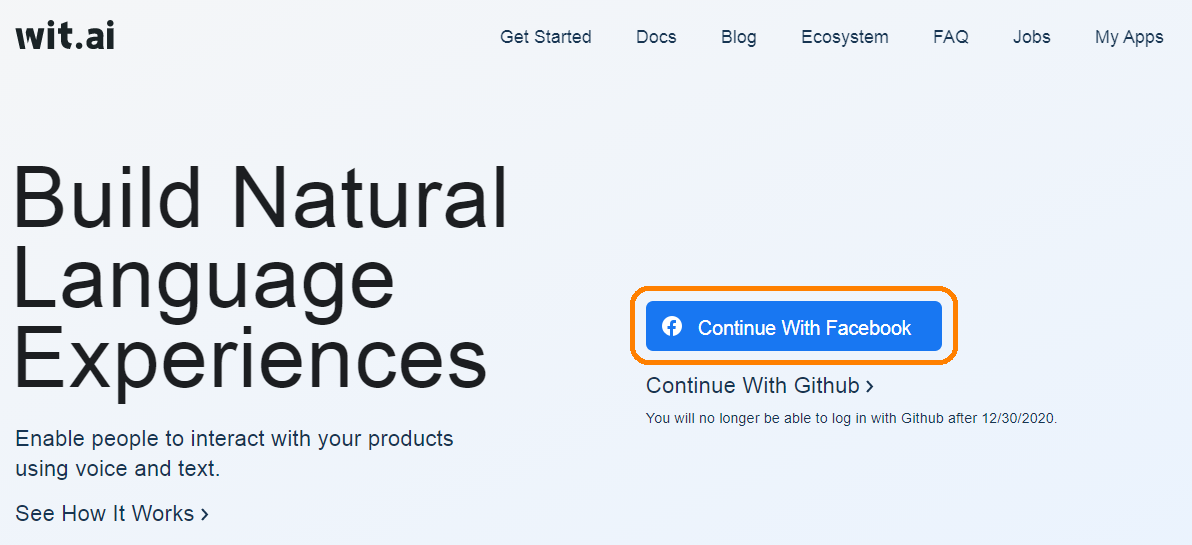 wit.ai
Get Started Docs Blog Ecosystem FAQ Jobs My Apps
Build Natural
Language
Experiences
Enable people to interact with your products
using voice and text.
See How It Works >
Continue With Facebook
Continue With Github >
You will no longer be able to log in with Github after 12/30/2020.